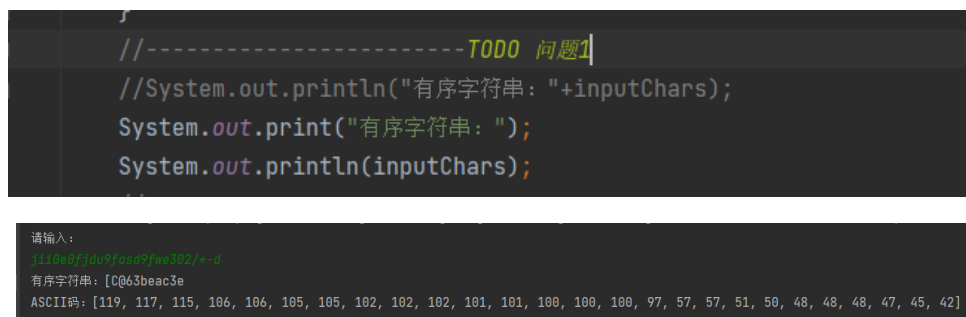 }
//------------------------TODO 问题1
//System.out.println("有序字符串："+inputChars);
System.out.print("有序字符串：");
System.out.println(inputChars);
请输入：
jii0e0fjdu9fasd9fwe302/*-d
有序字符串：[C@63beac3e
ASCII码：[119, 117, 115, 106, 106, 105, 105, 102, 102, 102, 101, 101, 100, 100, 100, 97, 57, 57, 51, 50, 48, 48, 48, 47, 45, 42]